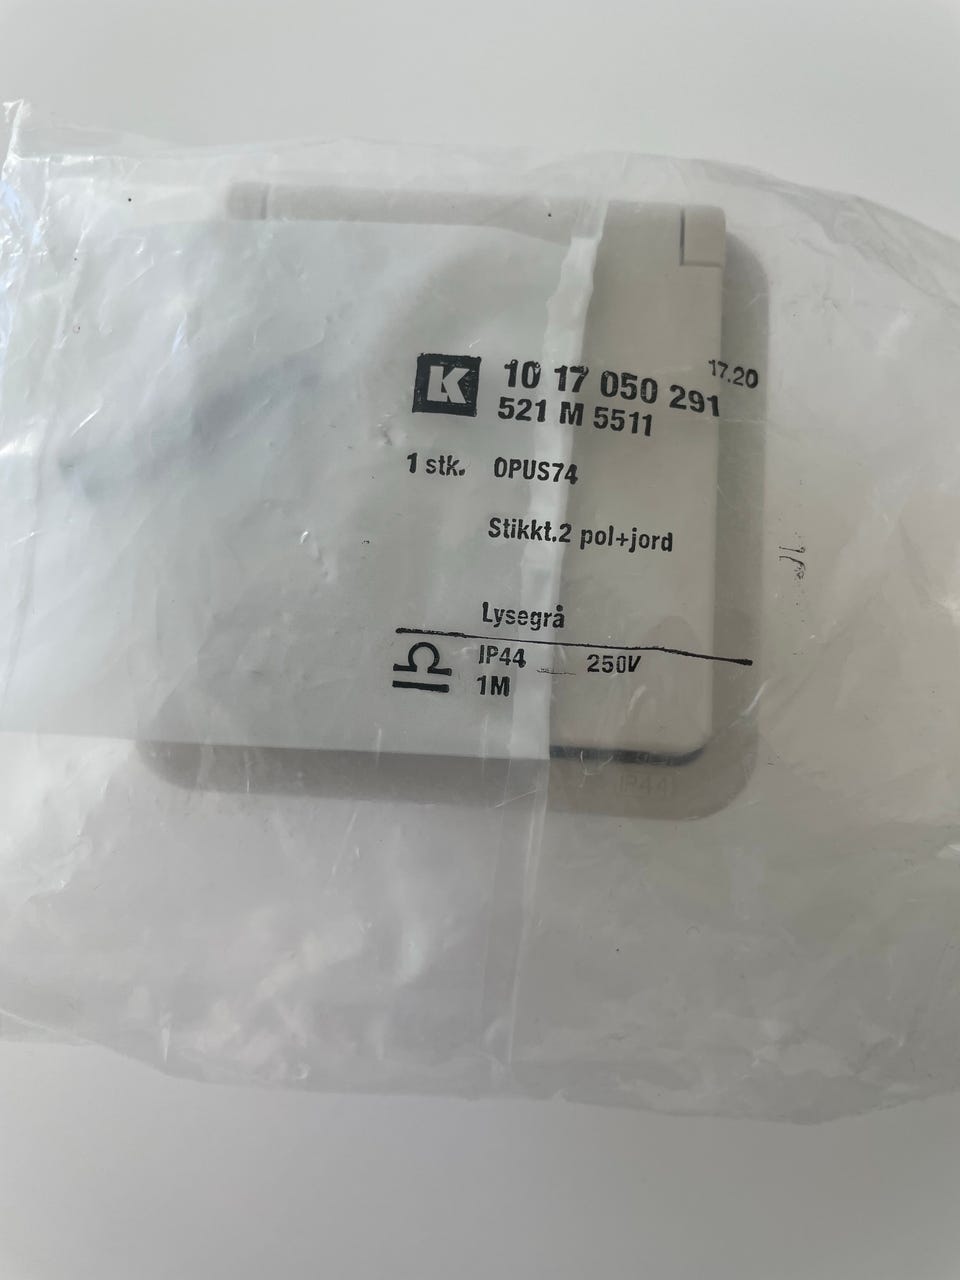 LK
17.20
10 17 050 291
521 M 5511
1 stk. OPUS74
Stikkt.2 pol+jord
Lysegrå
IP44 250V
1M
IP44